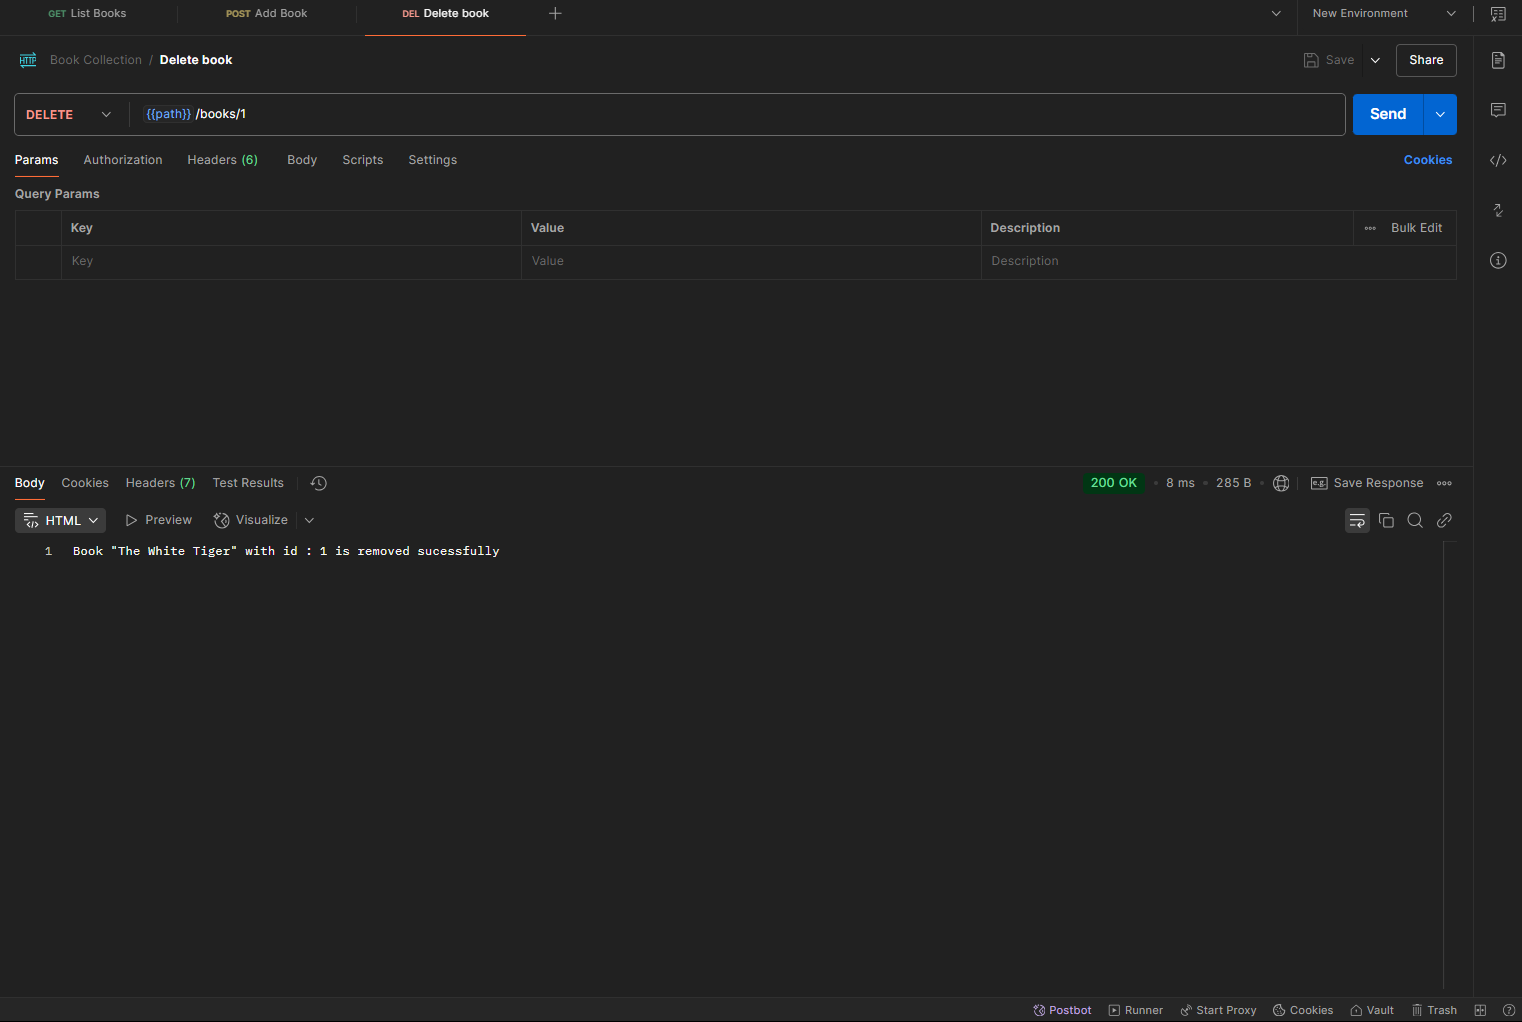 GET List Books POST Add Book DEL Delete book New Environment
HTTP Book Collection / Delete book Save Share
DELETE {{path}} /books/1 Send
Params Authorization Headers (6) Body Scripts Settings Cookies
Query Params
Key Value Description Bulk Edit
Key Value Description
Body Cookies Headers (7) Test Results 200 OK • 8 ms • 285 B • e.g. Save Response
HTML Preview Visualize
1 Book "The White Tiger" with id : 1 is removed sucessfully
Postbot Runner Start Proxy Cookies Vault Trash